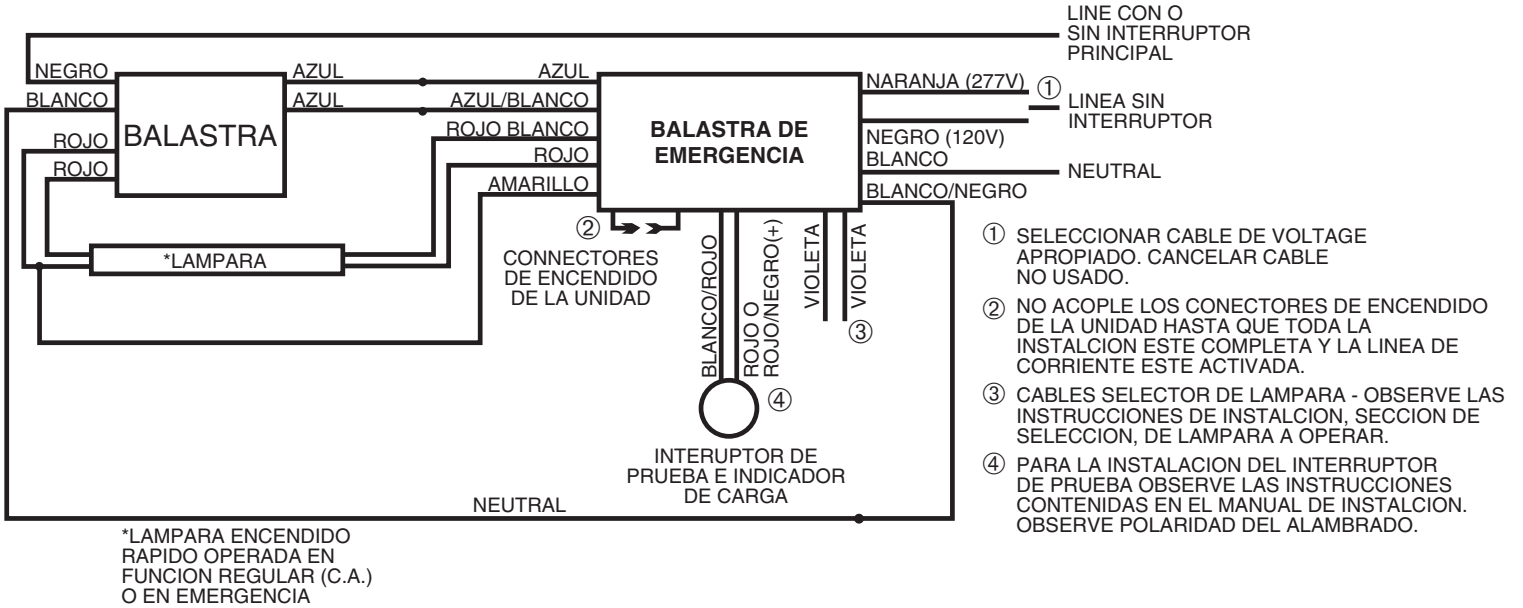 LINE CON O
SIN INTERRUPTOR
PRINCIPAL
NEGRO
BLANCO
ROJO
ROJO
BALASTRA
AZUL
AZUL
AZUL
AZUL/BLANCO
ROJO BLANCO
ROJO
AMARILLO
BALASTRA DE
EMERGENCIA
NARANJA (277V)
①
LINEA SIN
INTERRUPTOR
NEGRO (120V)
BLANCO
NEUTRAL
BLANCO/NEGRO
*LAMPARA
②
CONNECTORES
DE ENCENDIDO
DE LA UNIDAD
BLANCO/ROJO
ROJO O
ROJO/NEGRO(+)
VIOLETA
VIOLETA
③
④
INTERUPTOR DE
PRUEBA E INDICADOR
DE CARGA
NEUTRAL
*LAMPARA ENCENDIDO
RAPIDO OPERADA EN
FUNCION REGULAR (C.A.)
O EN EMERGENCIA
① SELECCIONAR CABLE DE VOLTAGE
APROPIADO. CANCELAR CABLE
NO USADO.
② NO ACOPLE LOS CONECTORES DE ENCENDIDO
DE LA UNIDAD HASTA QUE TODA LA
INSTALCION ESTE COMPLETA Y LA LINEA DE
CORRIENTE ESTE ACTIVADA.
③ CABLES SELECTOR DE LAMPARA - OBSERVE LAS
INSTRUCCIONES DE INSTALCION, SECCION DE
SELECCION, DE LAMPARA A OPERAR.
④ PARA LA INSTALACION DEL INTERRUPTOR
DE PRUEBA OBSERVE LAS INSTRUCCIONES
CONTENIDAS EN EL MANUAL DE INSTALCION.
OBSERVE POLARIDAD DEL ALAMBRADO.